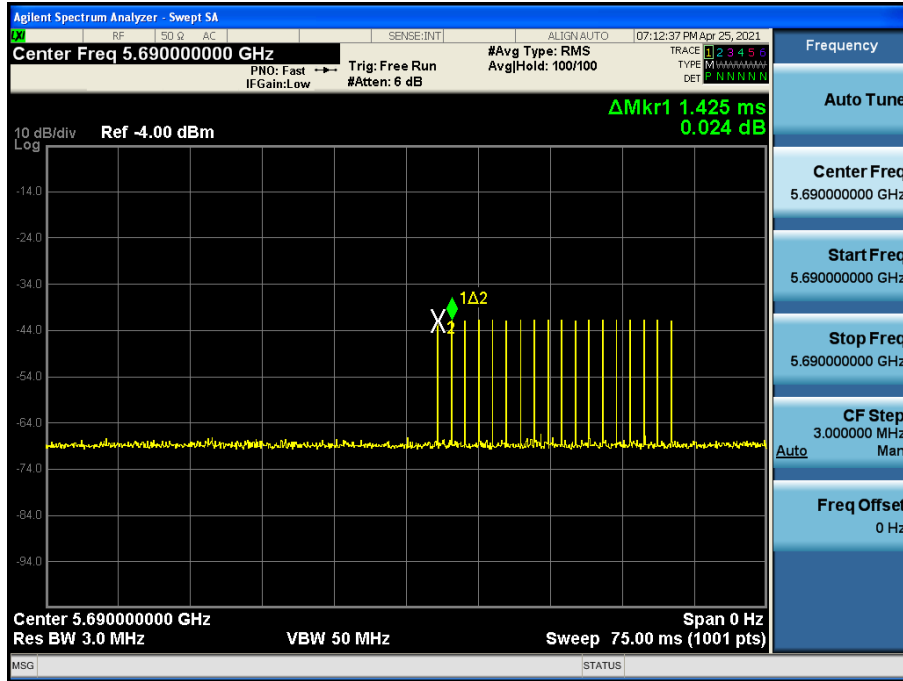 Agilent Spectrum Analyzer - Swept SA
LXI RF 50 Ω AC SENSE:INT ALIGN AUTO 07:12:37 PM Apr 25, 2021
Center Freq 5.690000000 GHz
PNO: Fast
IFGain:Low
Trig: Free Run
#Atten: 6 dB
#Avg Type: RMS
Avg|Hold: 100/100
TRACE 1 2 3 4 5 6
TYPE M WWWWW
DET P N N N N N
ΔMkr1 1.425 ms
0.024 dB
10 dB/div Ref -4.00 dBm
Log
-14.0
-24.0
-34.0
-44.0
-54.0
-64.0
-74.0
-84.0
-94.0
1Δ2
2
Center 5.690000000 GHz Span 0 Hz
Res BW 3.0 MHz VBW 50 MHz Sweep 75.00 ms (1001 pts)
MSG STATUS
Frequency
Auto Tune
Center Freq
5.690000000 GHz
Start Freq
5.690000000 GHz
Stop Freq
5.690000000 GHz
CF Step
3.000000 MHz
Auto Man
Freq Offset
0 Hz